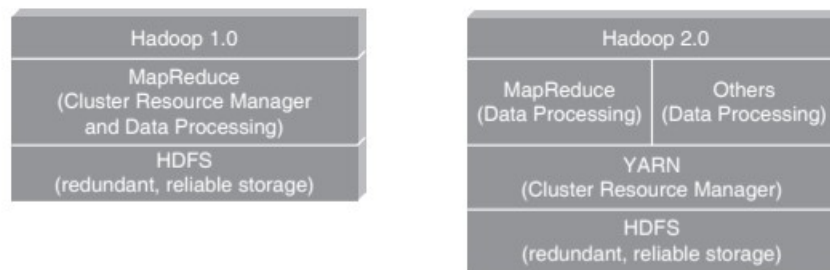 Hadoop 1.0
MapReduce
(Cluster Resource Manager
and Data Processing)
HDFS
(redundant, reliable storage)
Hadoop 2.0
MapReduce
(Data Processing)
Others
(Data Processing)
YARN
(Cluster Resource Manager)
HDFS
(redundant, reliable storage)